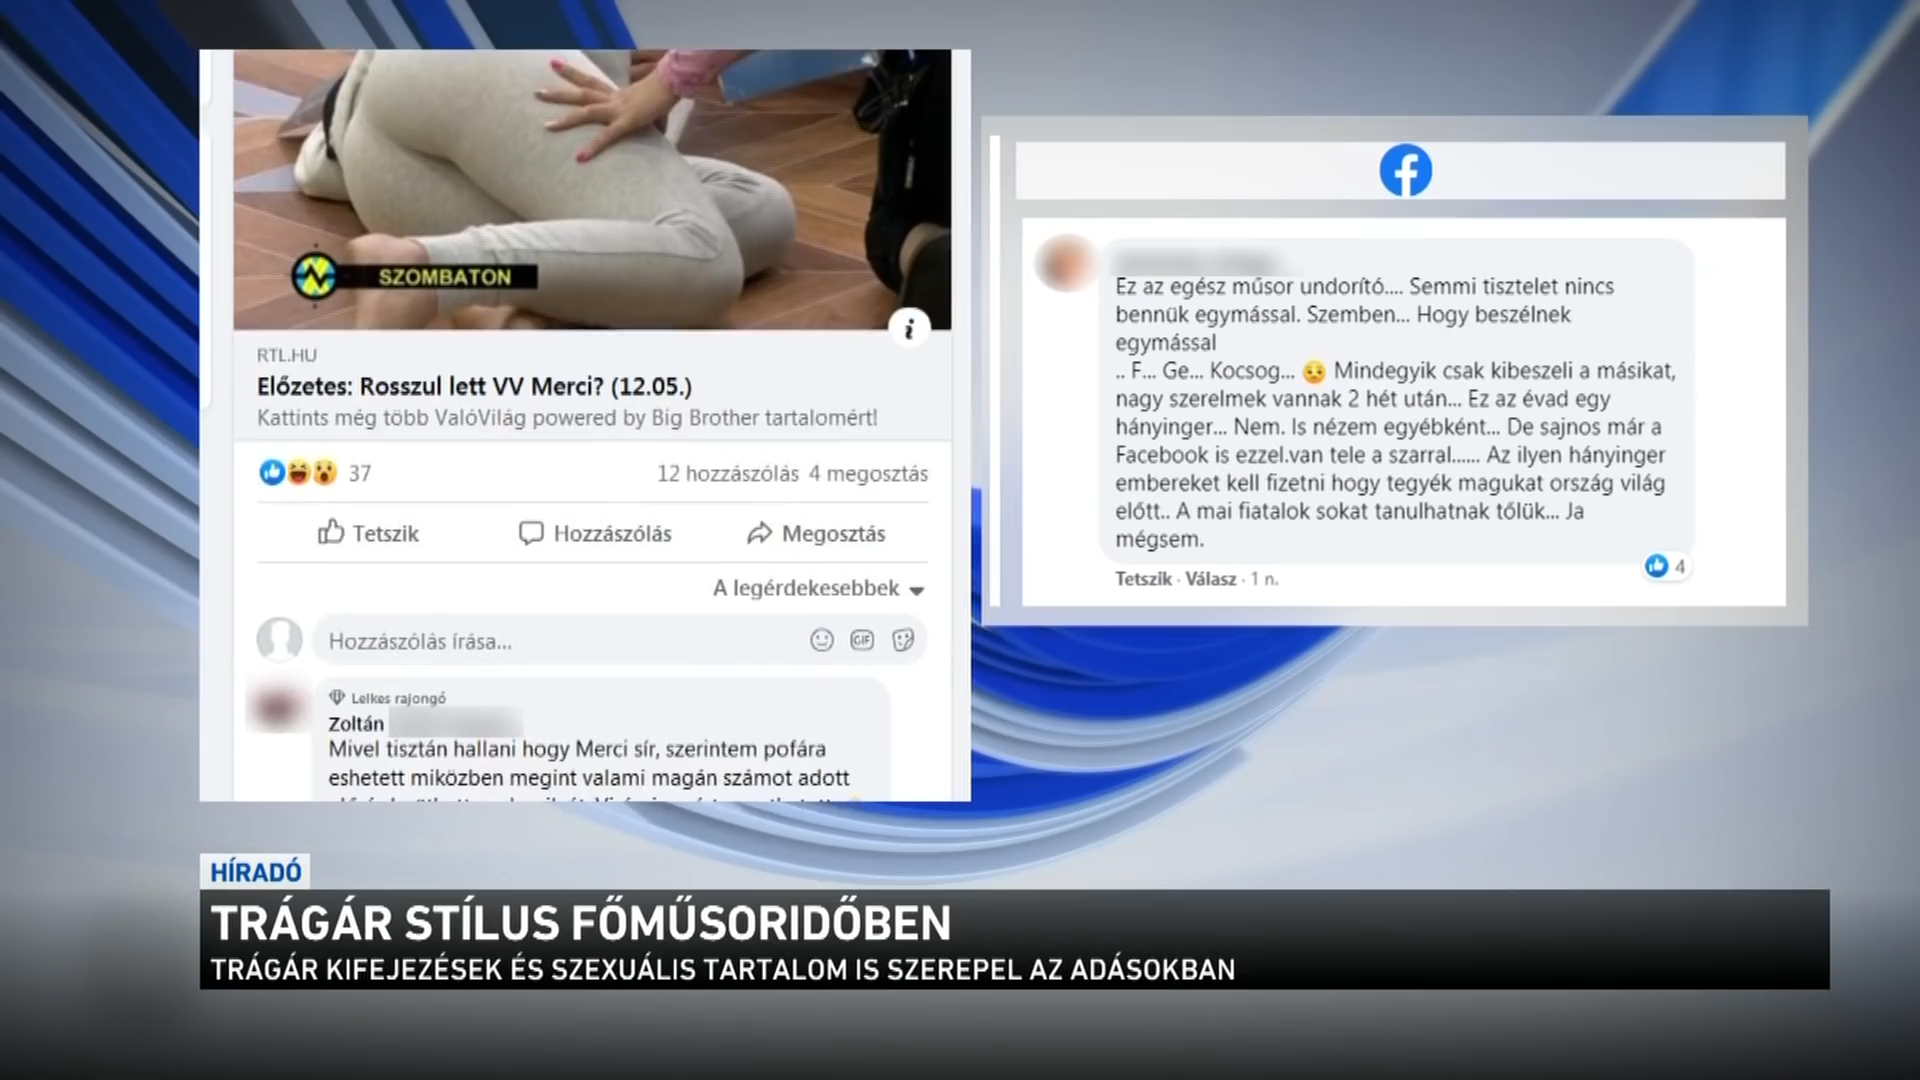 SZOMBATON
RTL.HU
Előzetes: Rosszul lett VV Merci? (12.05.)
Kattints még több ValóVilág powered by Big Brother tartalomért!
37
12 hozzászólás 4 megosztás
Tetszik Hozzászólás Megosztás
A legérdekesebbek
Hozzászólás írása...
GIF
Lelkes rajongó
Zoltán
Mivel tisztán hallani hogy Merci sír, szerintem pofára
eshetett miközben megint valami magán számot adott
Ez az egész műsor undorító.... Semmi tisztelet nincs
bennük egymással. Szemben... Hogy beszélnek
egymással
.. F... Ge... Kocsog... 😟 Mindegyik csak kibeszeli a másikat,
nagy szerelmek vannak 2 hét után... Ez az évad egy
hányinger... Nem. Is nézem egyébként... De sajnos már a
Facebook is ezzel.van tele a szarral...... Az ilyen hányinger
embereket kell fizetni hogy tegyék magukat ország világ
előtt.. A mai fiatalok sokat tanulhatnak tőlük... Ja
mégsem.
4
Tetszik · Válasz · 1 n.
HÍRADÓ
TRÁGÁR STÍLUS FŐMŰSORIDŐBEN
TRÁGÁR KIFEJEZÉSEK ÉS SZEXUÁLIS TARTALOM IS SZEREPEL AZ ADÁSOKBAN